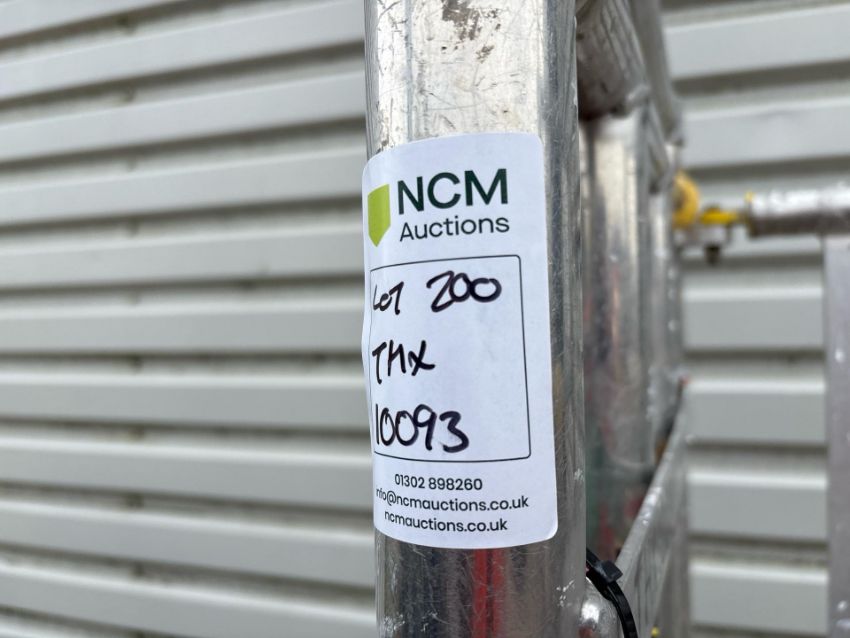 NCM
Auctions
LOT 200
THX
10093
01302 898260
info@ncmauctions.co.uk
ncmauctions.co.uk